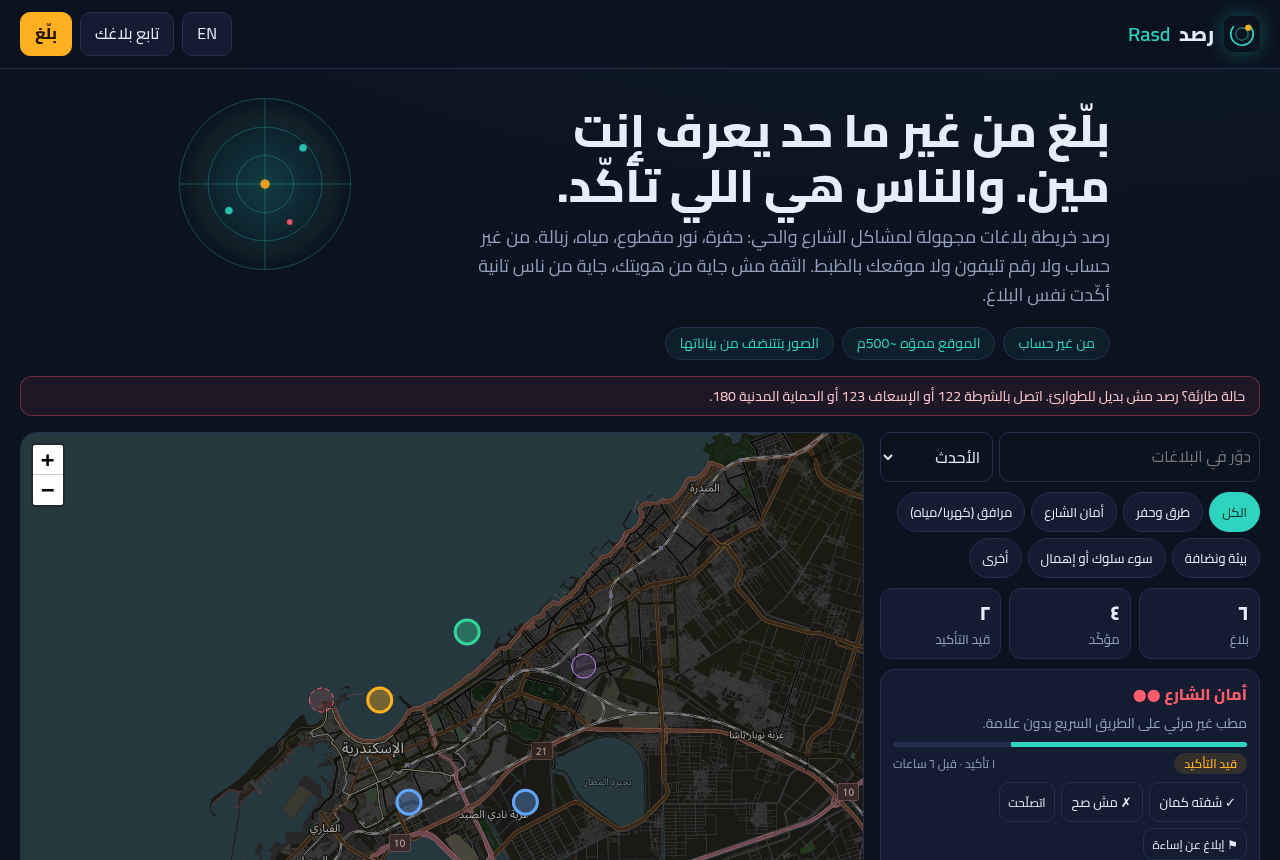 رصد Rasd
EN
تابع بلاغك
بلّغ
بلّغ من غير ما حد يعرف إنت
مين. والناس هي اللي تأكّد.
رصد خريطة بلاغات مجهولة لمشاكل الشارع والحي: حفرة، نور مقطوع، مياه، زبالة. من غير
حساب ولا رقم تليفون ولا موقعك بالظبط. الثقة مش جاية من هويتك، جاية من ناس تانية
أكّدت نفس البلاغ.
من غير حساب
الموقع مموّه ~500م
الصور بتتنضف من بياناتها
حالة طارئة؟ رصد مش بديل للطوارئ. اتصل بالشرطة 122 أو الإسعاف 123 أو الحماية المدنية 180.
دوّر في البلاغات
الأحدث
الكل
طرق وحفر
أمان الشارع
مرافق (كهربا/مياه)
بيئة ونضافة
سوء سلوك أو إهمال
أخرى
٦
بلاغ
٤
مؤكّد
٢
قيد التأكيد
أمان الشارع
مطب غير مرئي على الطريق السريع بدون علامة.
قيد التأكيد
١ تأكيد · قبل ٦ ساعات
✓ شفته كمان
✗ مش صح
اتصلّحت
⚑ إبلاغ عن إساءة
+
−
المندرة
عزبة نوبار باشا
الإسكندرية
21
بحيرة المطار
10
عزبة نادي الصيد
القباري
10